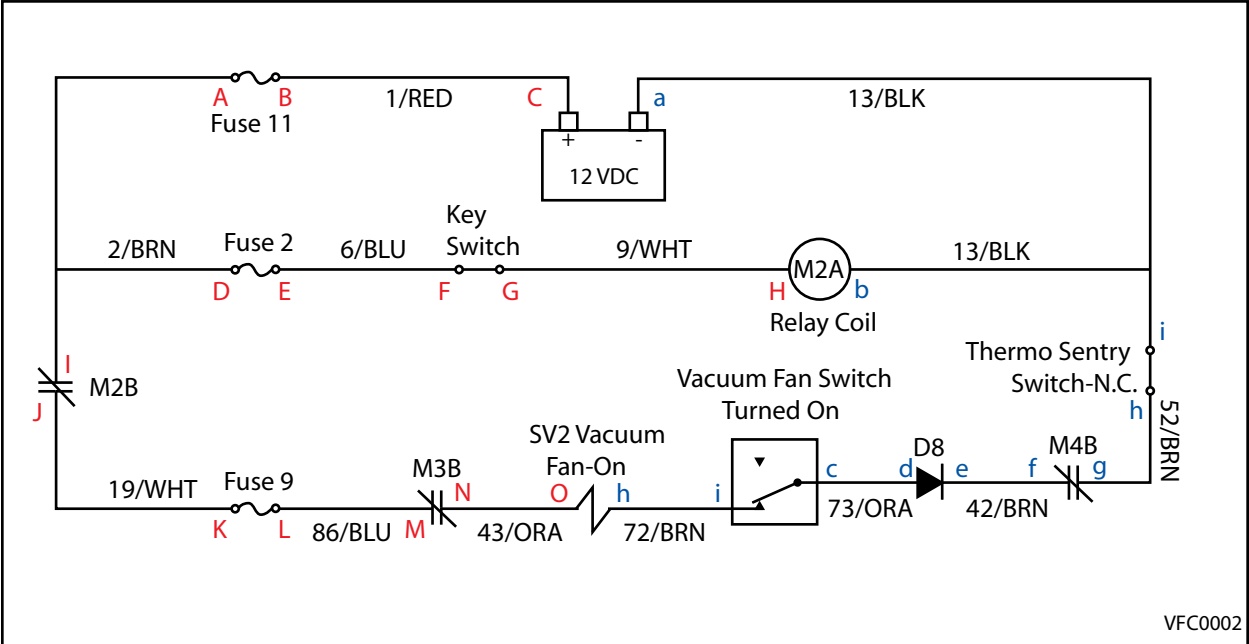 A B
Fuse 11
1/RED
C
a
13/BLK
+ -
12 VDC
2/BRN
Fuse 2
D E
6/BLU
Key
Switch
F G
9/WHT
M2A
H b
Relay Coil
13/BLK
I
J
M2B
i
Thermo Sentry
Switch-N.C.
h
52/BRN
19/WHT
Fuse 9
K L
86/BLU
M3B
N
M
43/ORA
SV2 Vacuum
Fan-On
O h
72/BRN
Vacuum Fan Switch
Turned On
i c
73/ORA
D8
d e
42/BRN
M4B
f g
VFC0002